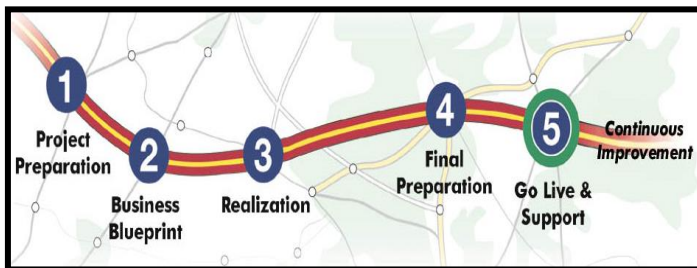 1
Project
Preparation
2
Business
Blueprint
3
Realization
4
Final
Preparation
5
Go Live &
Support
Continuous
Improvement